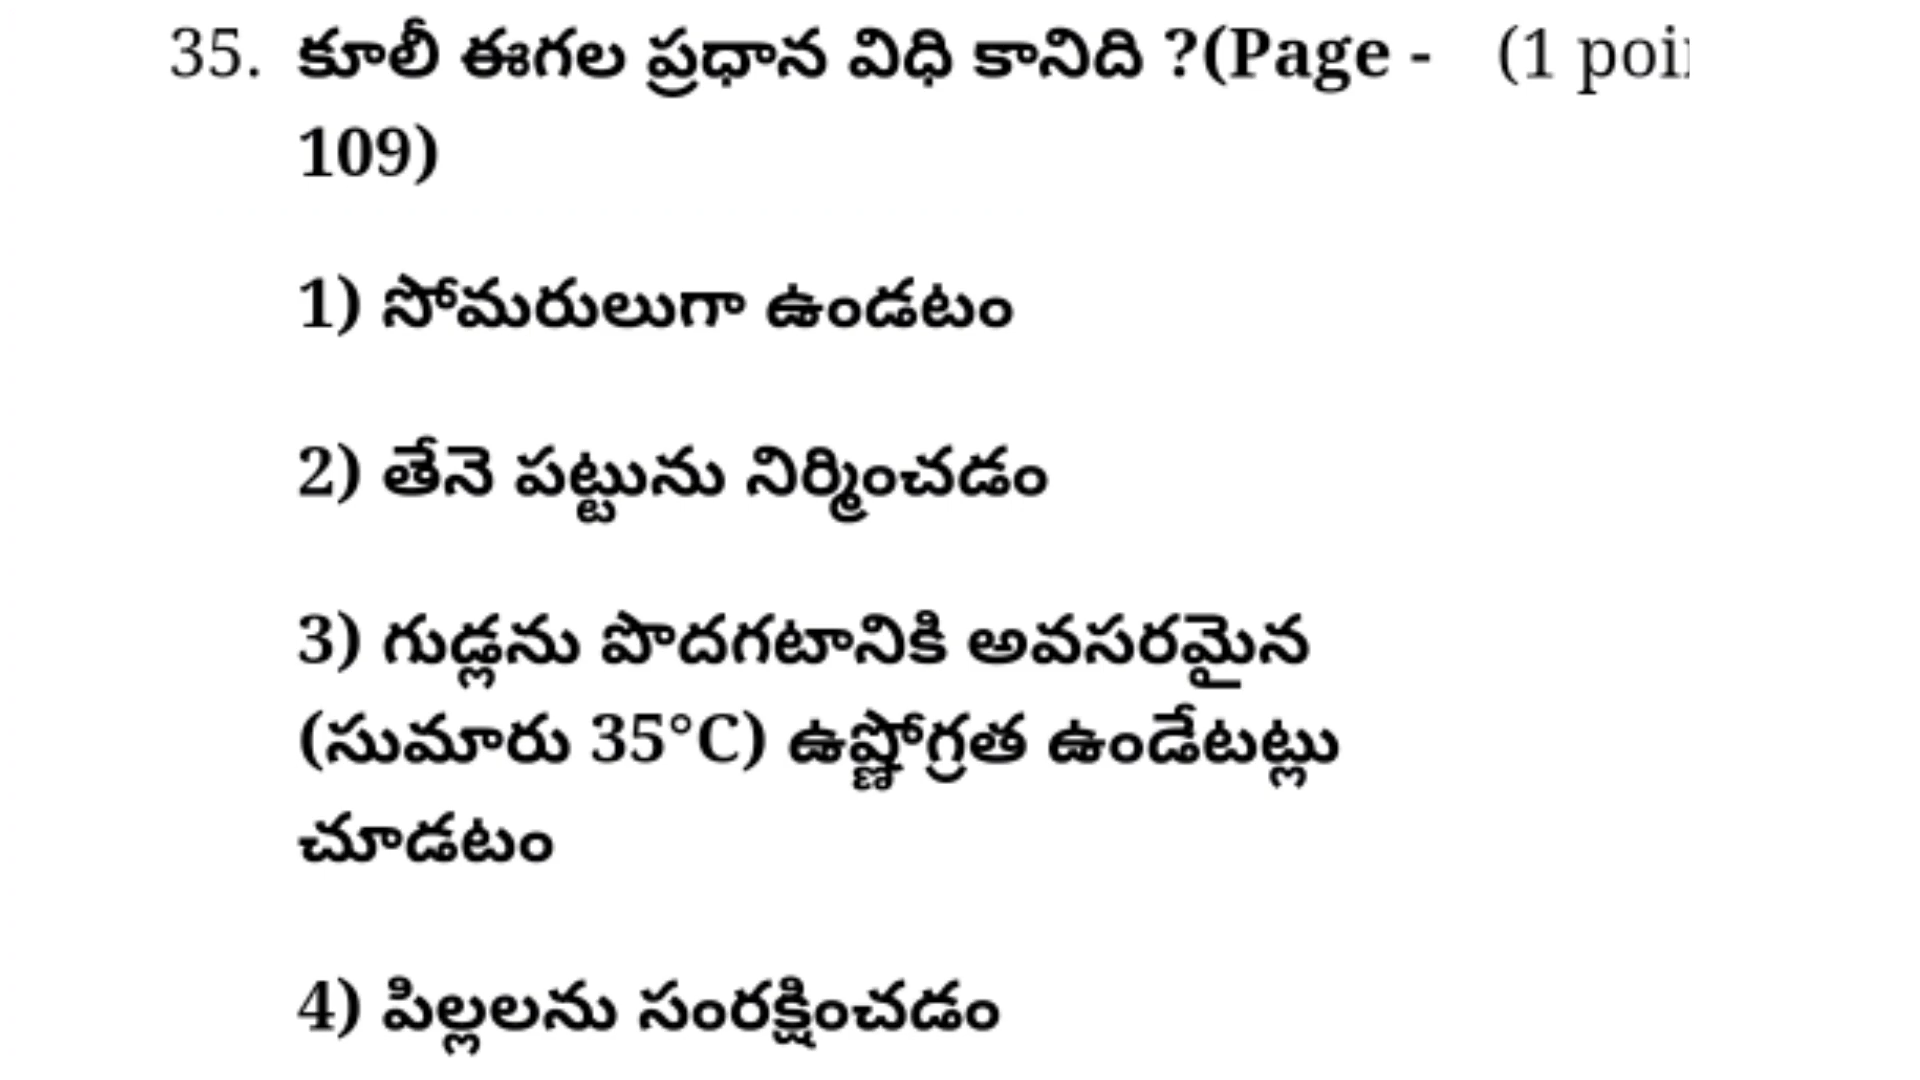 35. కూలీ ఈగల ప్రధాన విధి కానిది ?(Page - (1 poi
109)
1) సోమరులుగా ఉండటం
2) తేనె పట్టును నిర్మించడం
3) గుడ్లను పొదగటానికి అవసరమైన
(సుమారు 35°C) ఉష్ణోగ్రత ఉండేటట్లు
చూడటం
4) పిల్లలను సంరక్షించడం